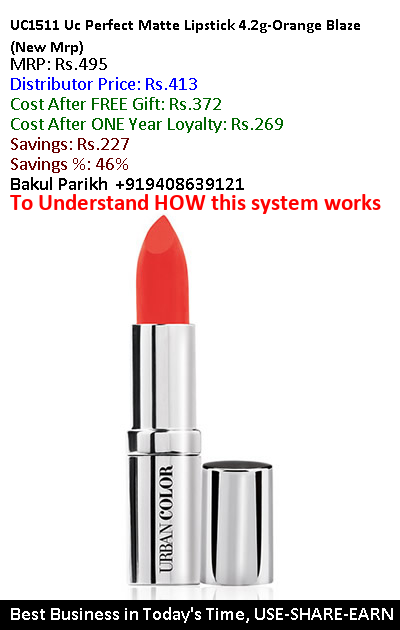 UC1511 Uc Perfect Matte Lipstick 4.2g-Orange Blaze
(New Mrp)
MRP: Rs.495
Distributor Price: Rs.413
Cost After FREE Gift: Rs.372
Cost After ONE Year Loyalty: Rs.269
Savings: Rs.227
Savings %: 46%
Bakul Parikh +919408639121
To Understand HOW this system works
URBAN COLOR
Best Business in Today's Time, USE-SHARE-EARN